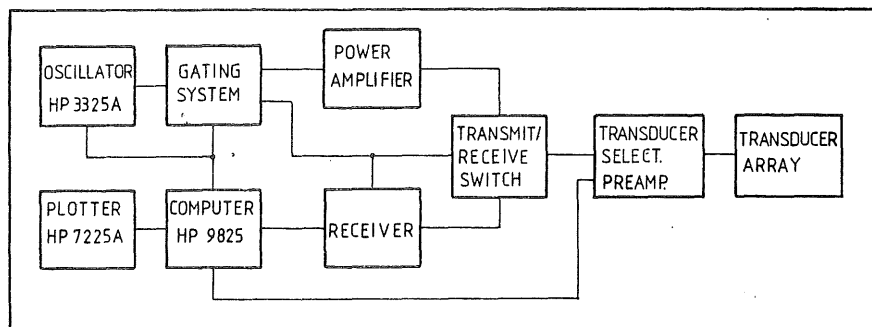 OSCILLATOR
HP 3325A
GATING
SYSTEM
POWER
AMPLIFIER
TRANSMIT/
RECEIVE
SWITCH
TRANSDUCER
SELECT.
PREAMP.
TRANSDUCER
ARRAY
PLOTTER
HP 7225A
COMPUTER
HP 9825
RECEIVER